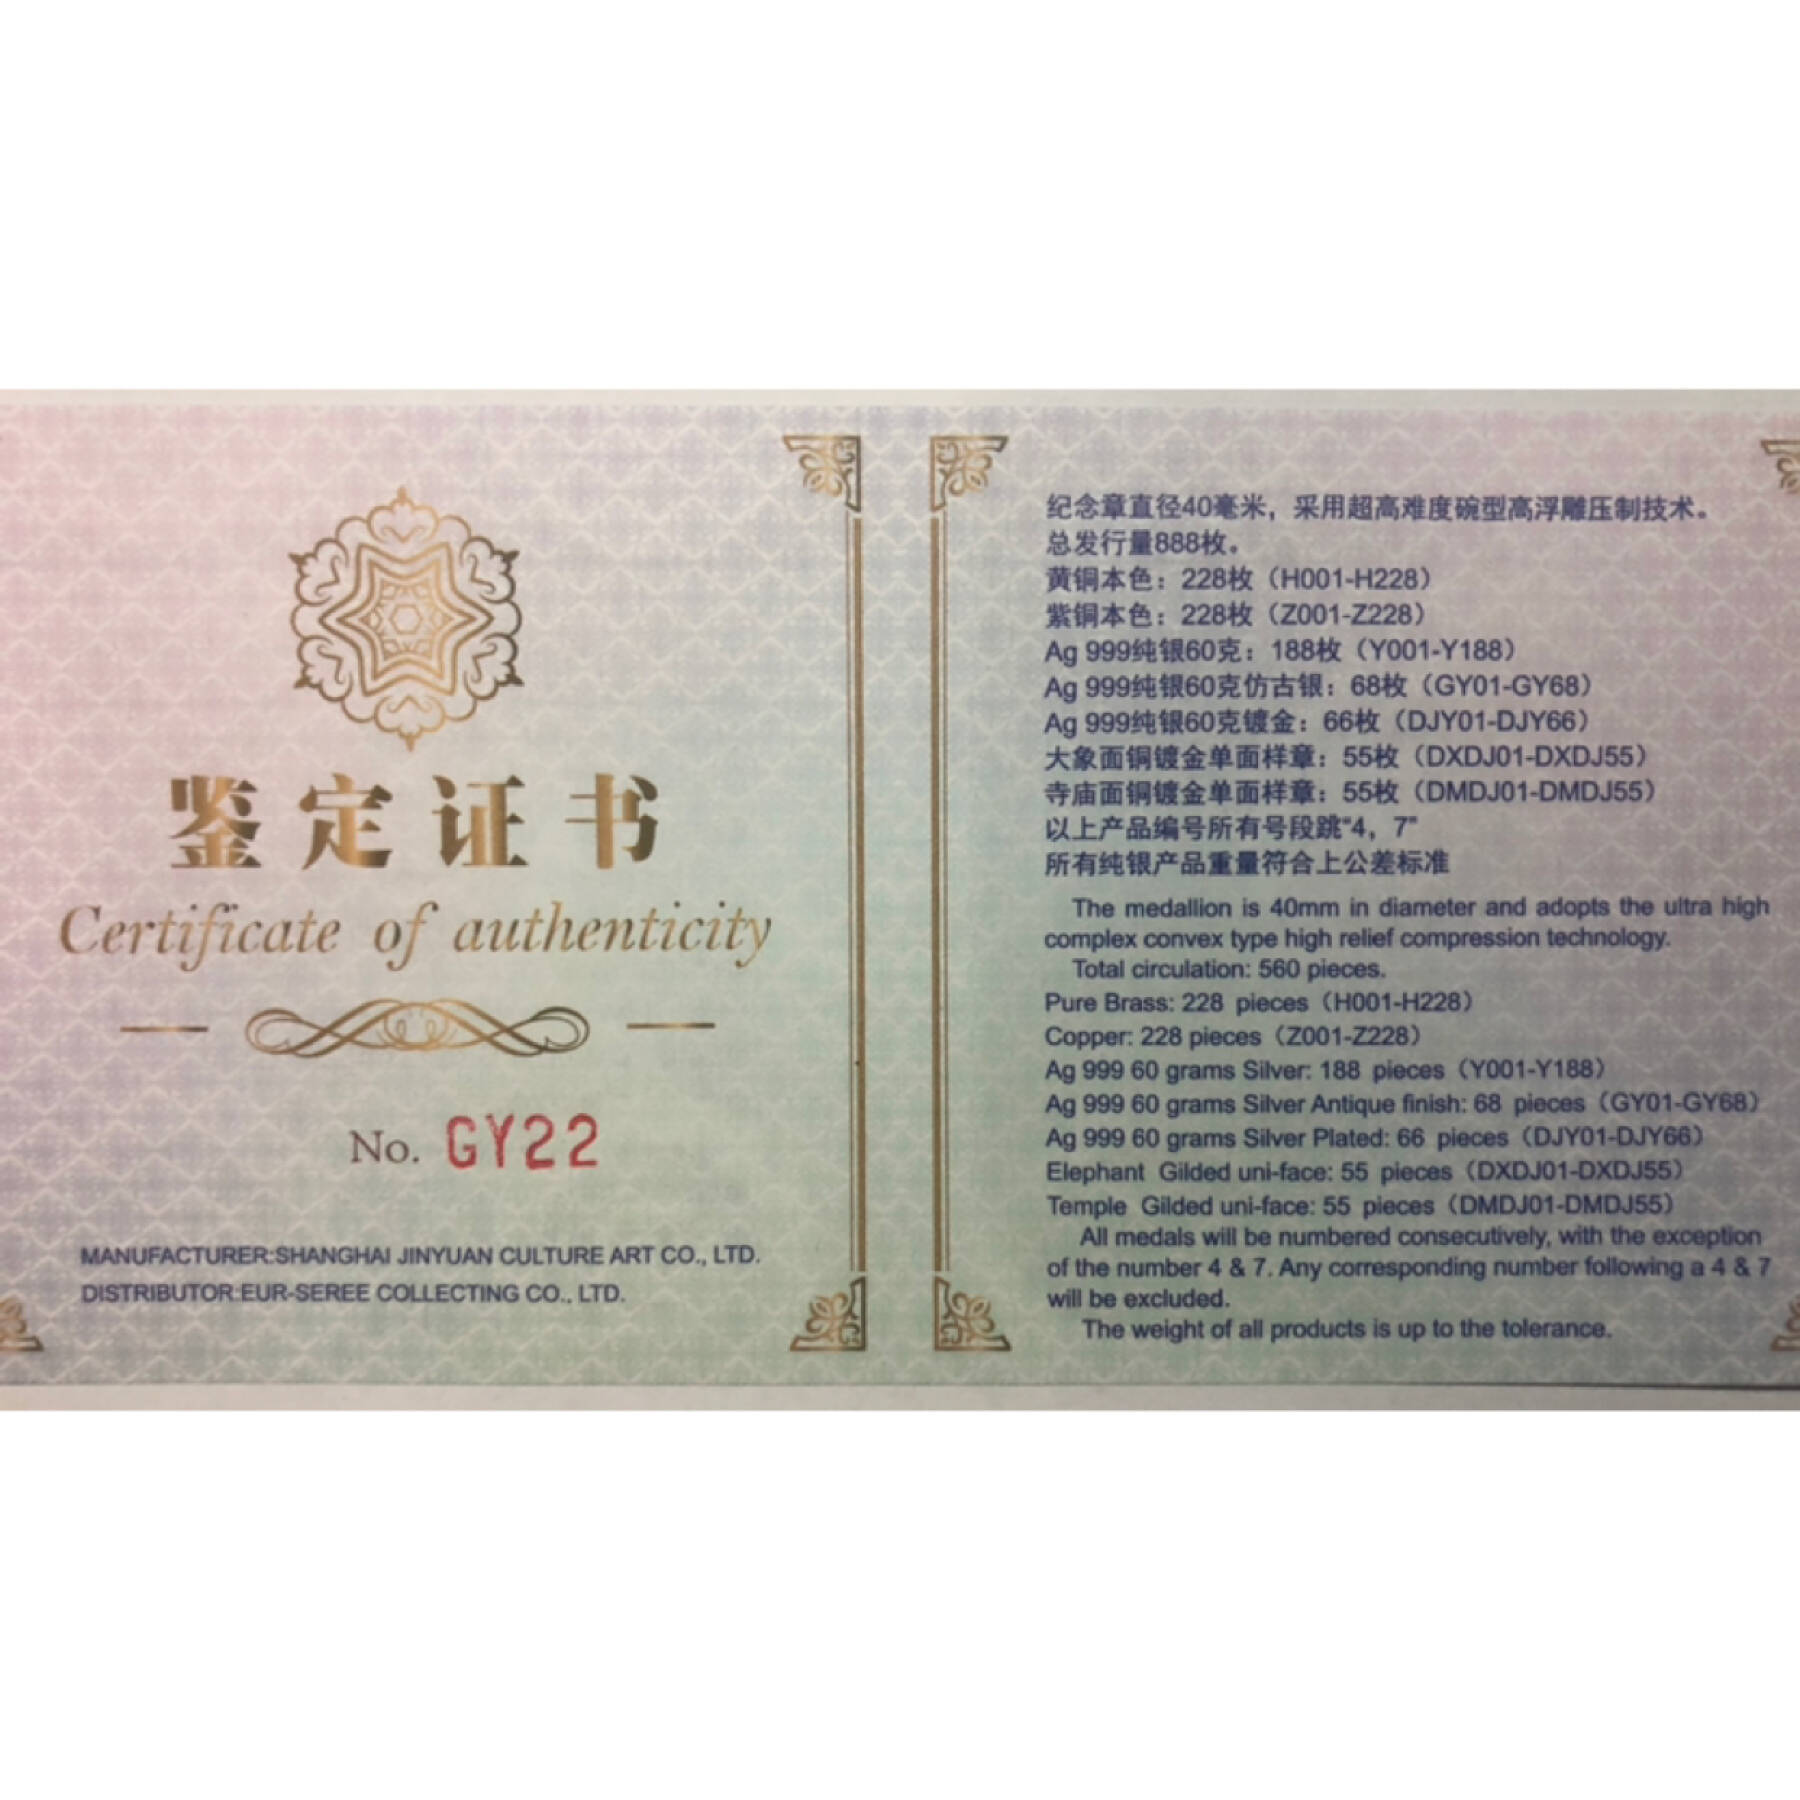 鉴定证书
Certificate of authenticity
No. GY22
MANUFACTURER:SHANGHAI JINYUAN CULTURE ART CO., LTD.
DISTRIBUTOR:EUR-SEREE COLLECTING CO., LTD.
纪念章直径40毫米，采用超高难度碗型高浮雕压制技术。
总发行量888枚。
黄铜本色：228枚（H001-H228）
紫铜本色：228枚（Z001-Z228）
Ag 999纯银60克：188枚（Y001-Y188）
Ag 999纯银60克仿古银：68枚（GY01-GY68）
Ag 999纯银60克镀金：66枚（DJY01-DJY66）
大象面铜镀金单面样章：55枚（DXDJ01-DXDJ55）
寺庙面铜镀金单面样章：55枚（DMDJ01-DMDJ55）
以上产品编号所有号段跳“4，7”
所有纯银产品重量符合上公差标准
The medallion is 40mm in diameter and adopts the ultra high
complex convex type high relief compression technology.
Total circulation: 560 pieces.
Pure Brass: 228 pieces（H001-H228）
Copper: 228 pieces（Z001-Z228）
Ag 999 60 grams Silver: 188 pieces（Y001-Y188）
Ag 999 60 grams Silver Antique finish: 68 pieces（GY01-GY68）
Ag 999 60 grams Silver Plated: 66 pieces（DJY01-DJY66）
Elephant Gilded uni-face: 55 pieces（DXDJ01-DXDJ55）
Temple Gilded uni-face: 55 pieces（DMDJ01-DMDJ55）
All medals will be numbered consecutively, with the exception
of the number 4 & 7. Any corresponding number following a 4 & 7
will be excluded.
The weight of all products is up to the tolerance.